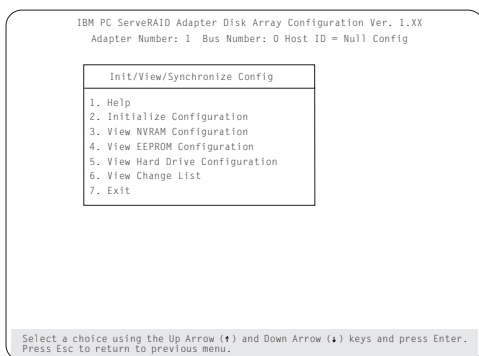 IBM PC ServeRAID Adapter Disk Array Configuration Ver. 1.XX
Adapter Number: 1 Bus Number: 0 Host ID = Null Config
Init/View/Synchronize Config
1. Help
2. Initialize Configuration
3. View NVRAM Configuration
4. View EEPROM Configuration
5. View Hard Drive Configuration
6. View Change List
7. Exit
Select a choice using the Up Arrow (↑) and Down Arrow (↓) keys and press Enter.
Press Esc to return to previous menu.